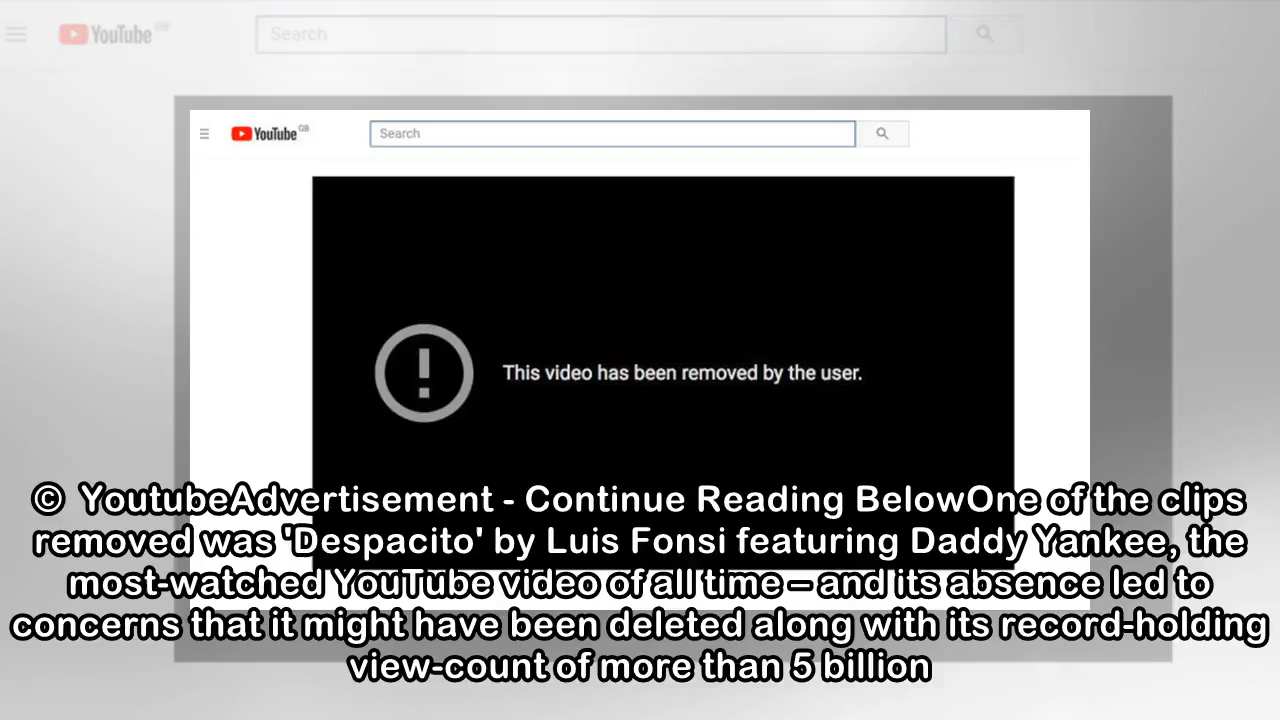 YouTube GB
Search
YouTube GB
Search
This video has been removed by the user.
© YoutubeAdvertisement - Continue Reading BelowOne of the clips
removed was 'Despacito' by Luis Fonsi featuring Daddy Yankee, the
most-watched YouTube video of all time – and its absence led to
concerns that it might have been deleted along with its record-holding
view-count of more than 5 billion